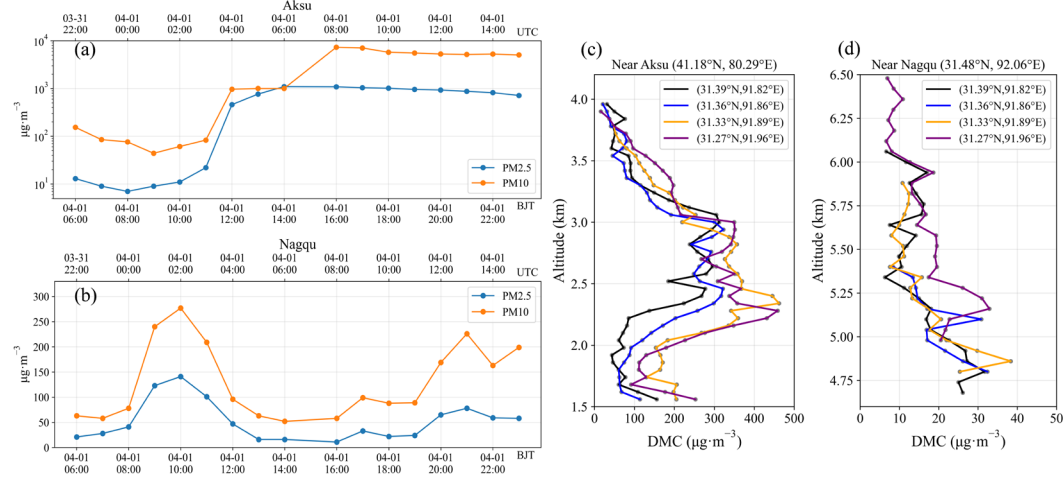 Aksu
03-31 04-01 04-01 04-01 04-01 04-01 04-01 04-01 04-01
22:00 00:00 02:00 04:00 06:00 08:00 10:00 12:00 14:00 UTC
(a)
μg·m⁻³
10⁴
10³
10²
10¹
PM2.5
PM10
04-01 04-01 04-01 04-01 04-01 04-01 04-01 04-01 04-01 BJT
06:00 08:00 10:00 12:00 14:00 16:00 18:00 20:00 22:00
Nagqu
03-31 04-01 04-01 04-01 04-01 04-01 04-01 04-01 04-01
22:00 00:00 02:00 04:00 06:00 08:00 10:00 12:00 14:00 UTC
(b)
μg·m⁻³
300
250
200
150
100
50
0
PM2.5
PM10
04-01 04-01 04-01 04-01 04-01 04-01 04-01 04-01 04-01 BJT
06:00 08:00 10:00 12:00 14:00 16:00 18:00 20:00 22:00
(c)
Near Aksu (41.18°N, 80.29°E)
Altitude (km)
4.0
3.5
3.0
2.5
2.0
1.5
(31.39°N,91.82°E)
(31.36°N,91.86°E)
(31.33°N,91.89°E)
(31.27°N,91.96°E)
0 100 200 300 400 500
DMC (μg·m⁻³)
(d)
Near Nagqu (31.48°N, 92.06°E)
Altitude (km)
6.50
6.25
6.00
5.75
5.50
5.25
5.00
4.75
(31.39°N,91.82°E)
(31.36°N,91.86°E)
(31.33°N,91.89°E)
(31.27°N,91.96°E)
0 10 20 30 40 50
DMC (μg·m⁻³)